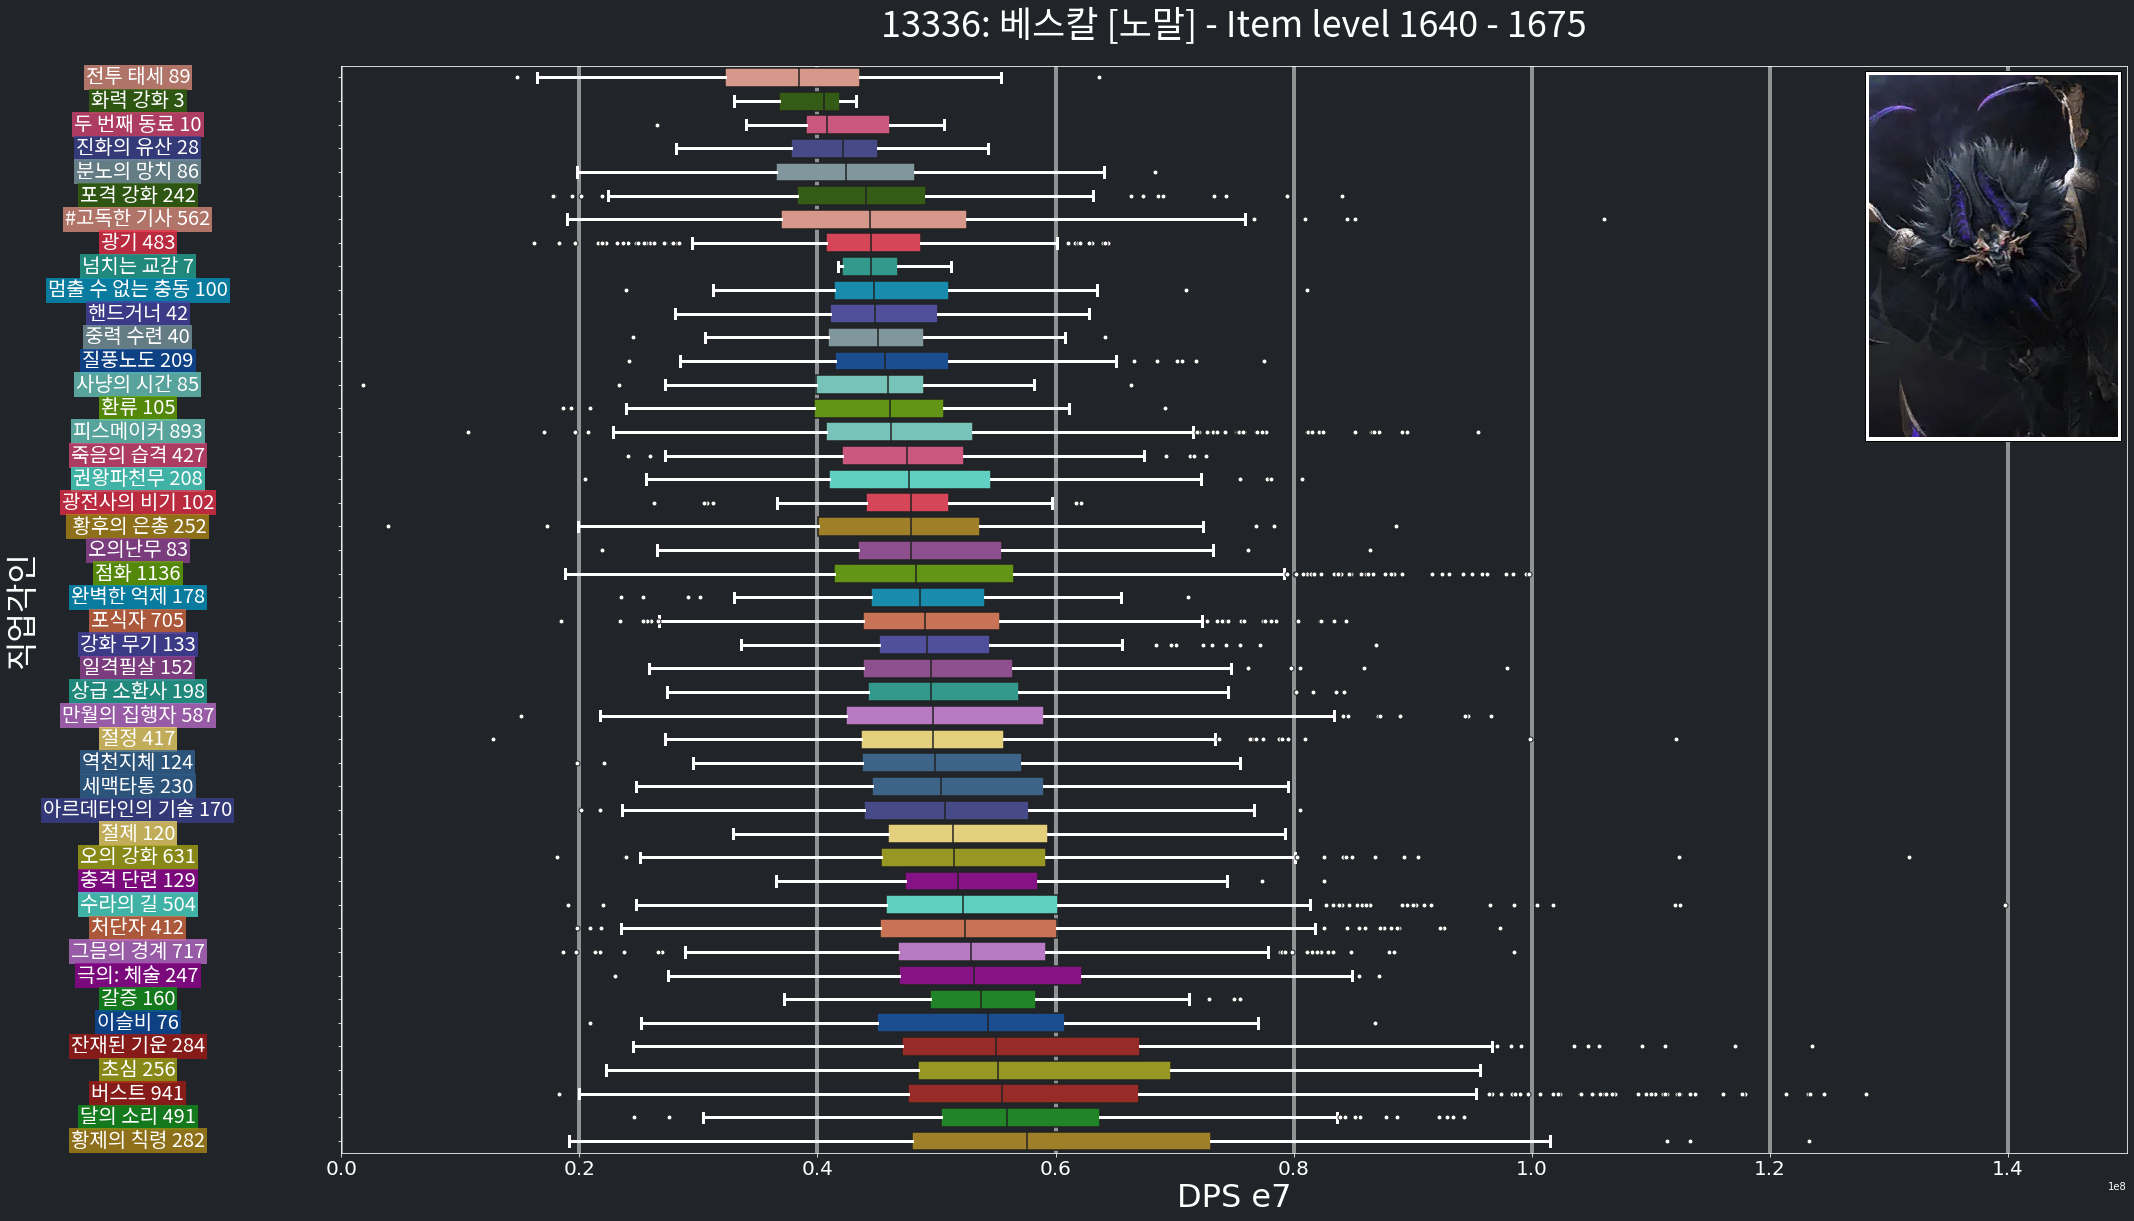 13336: 베스칼 [노말] - Item level 1640 - 1675
전투 태세 89
화력 강화 3
두 번째 동료 10
진화의 유산 28
분노의 망치 86
포격 강화 242
#고독한 기사 562
광기 483
넘치는 교감 7
멈출 수 없는 충동 100
핸드거너 42
중력 수련 40
질풍노도 209
사냥의 시간 85
환류 105
피스메이커 893
죽음의 습격 427
권왕파천무 208
광전사의 비기 102
황후의 은총 252
오의난무 83
점화 1136
완벽한 억제 178
포식자 705
강화 무기 133
일격필살 152
상급 소환사 198
만월의 집행자 587
절정 417
역천지체 124
세맥타통 230
아르데타인의 기술 170
절제 120
오의 강화 631
충격 단련 129
수라의 길 504
처단자 412
그믐의 경계 717
극의: 체술 247
갈증 160
이슬비 76
잔재된 기운 284
초심 256
버스트 941
달의 소리 491
황제의 칙령 282
직업각인
0.0 0.2 0.4 0.6 0.8 1.0 1.2 1.4
DPS e7
1e8